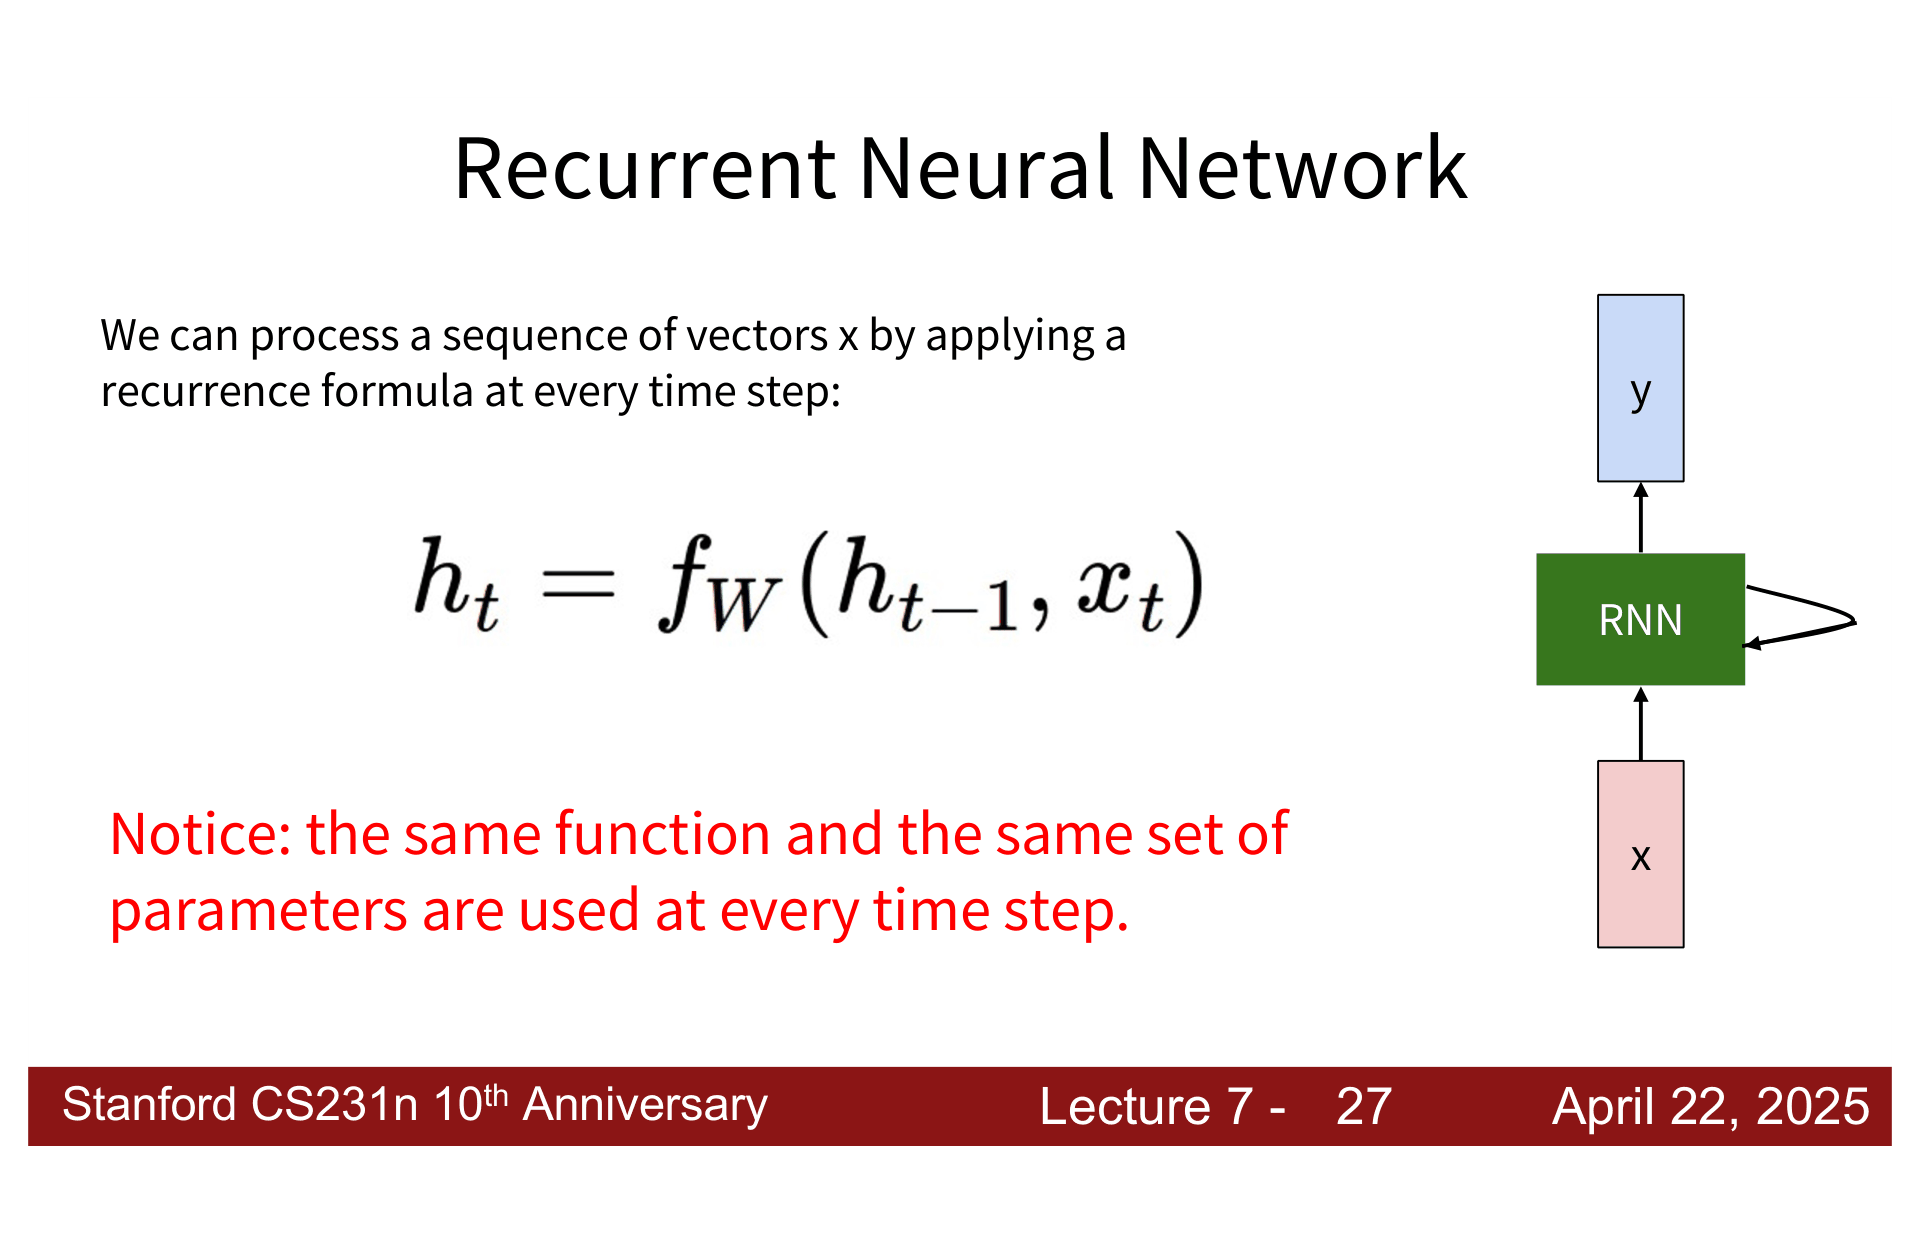 Recurrent Neural Network
We can process a sequence of vectors x by applying a
recurrence formula at every time step:
h_t = f_W(h_{t-1}, x_t)
Notice: the same function and the same set of
parameters are used at every time step.
y
RNN
x
Stanford CS231n 10th Anniversary
Lecture 7 - 27
April 22, 2025